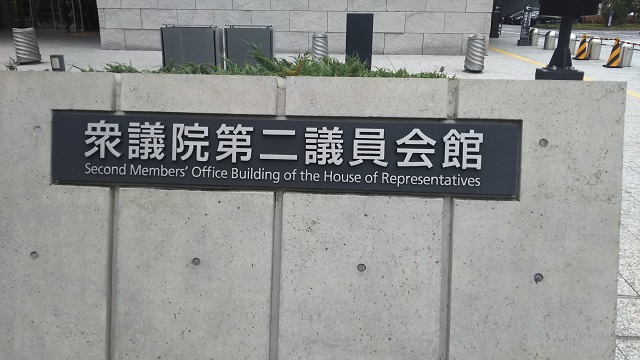 衆議院第二議員会館
Second Members' Office Building of the House of Representatives